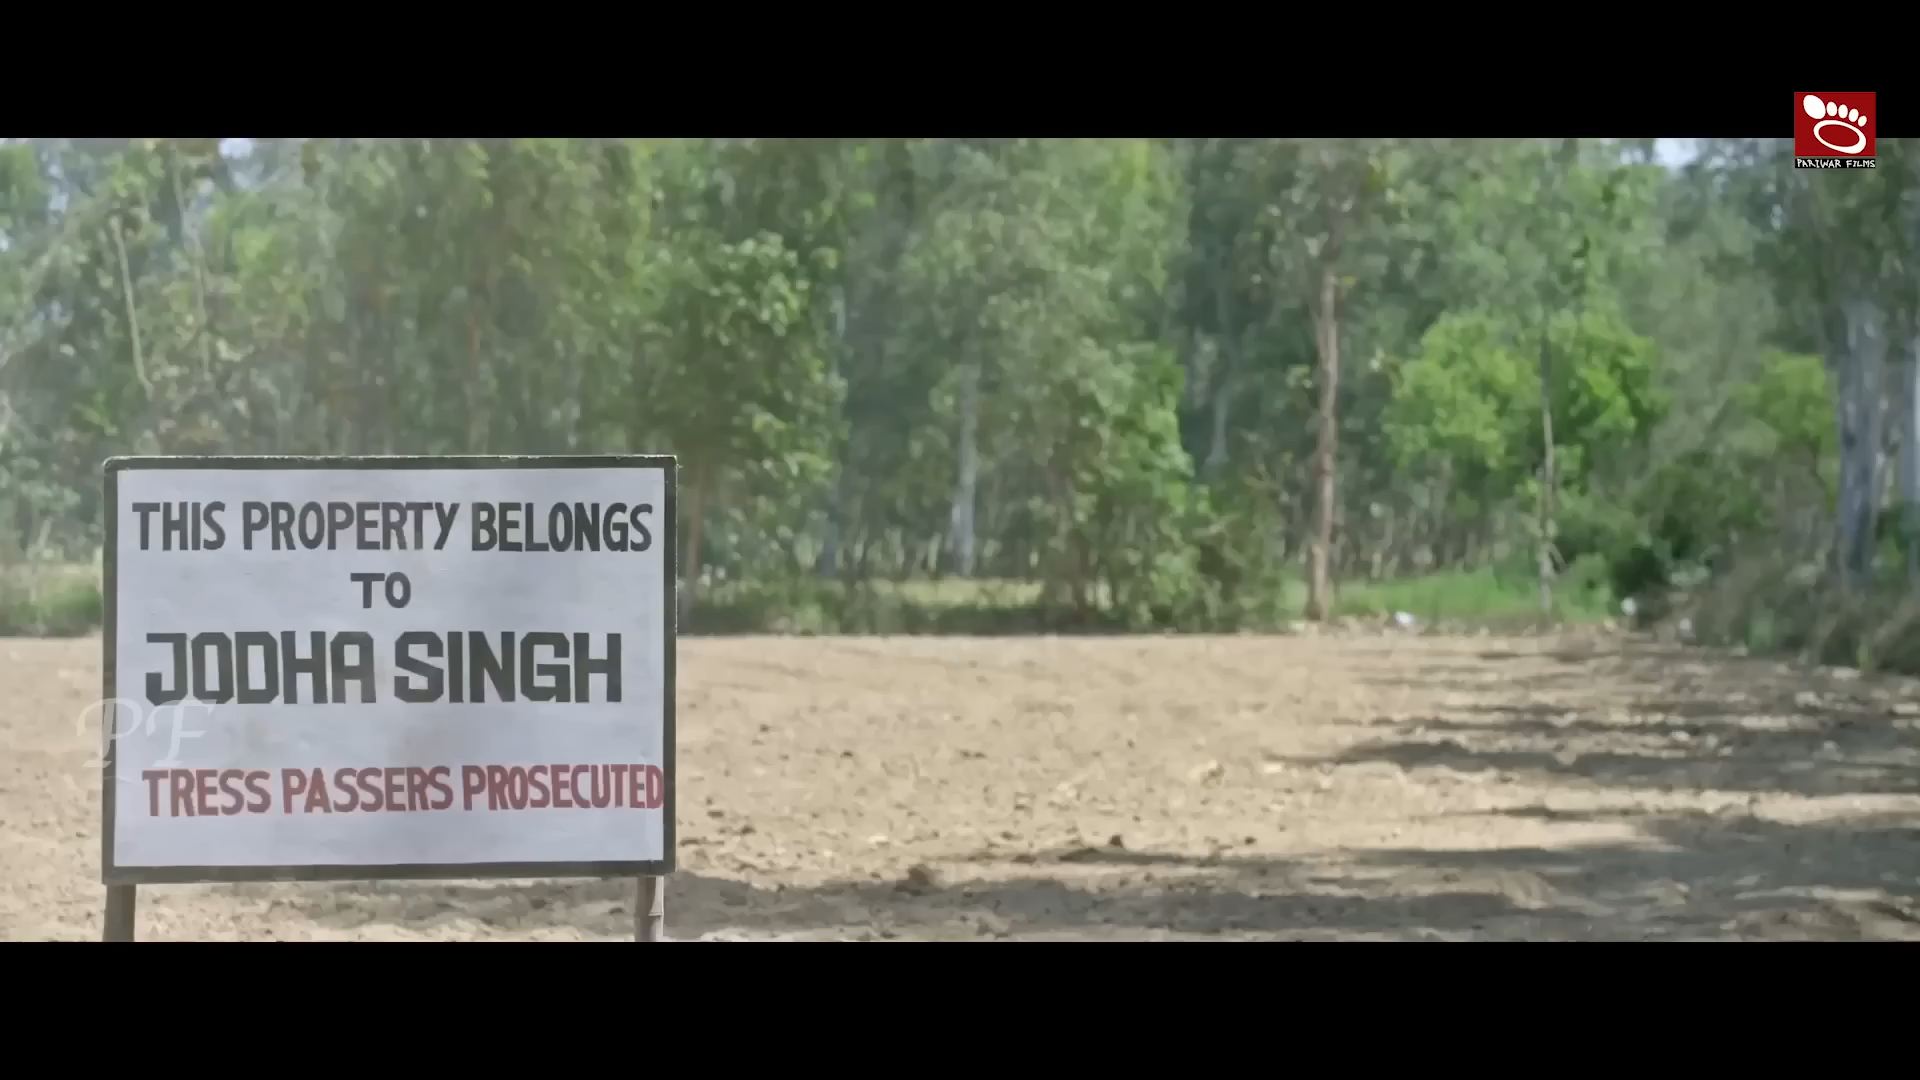 PARIWAR FILMS
THIS PROPERTY BELONGS
TO
JODHA SINGH
PF
TRESS PASSERS PROSECUTED